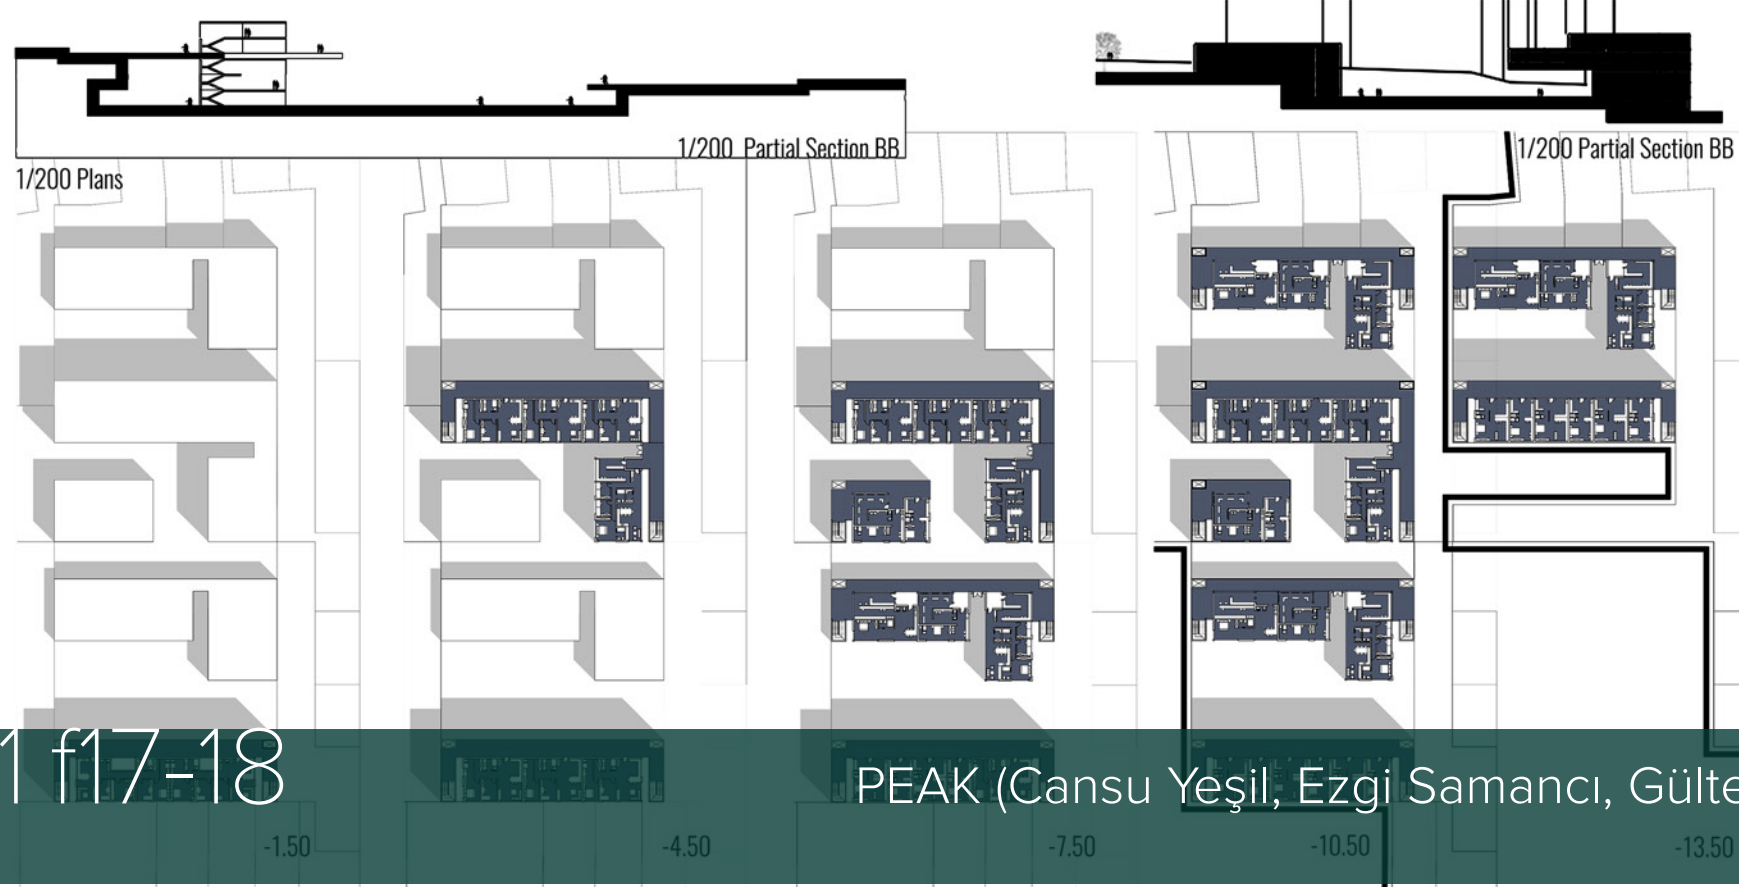 1/200 Partial Section BB
1/200 Partial Section BB
1/200 Plans
1 f17-18
PEAK (Cansu Yeşil, Ezgi Samancı, Gülte
-1.50
-4.50
-7.50
-10.50
-13.50